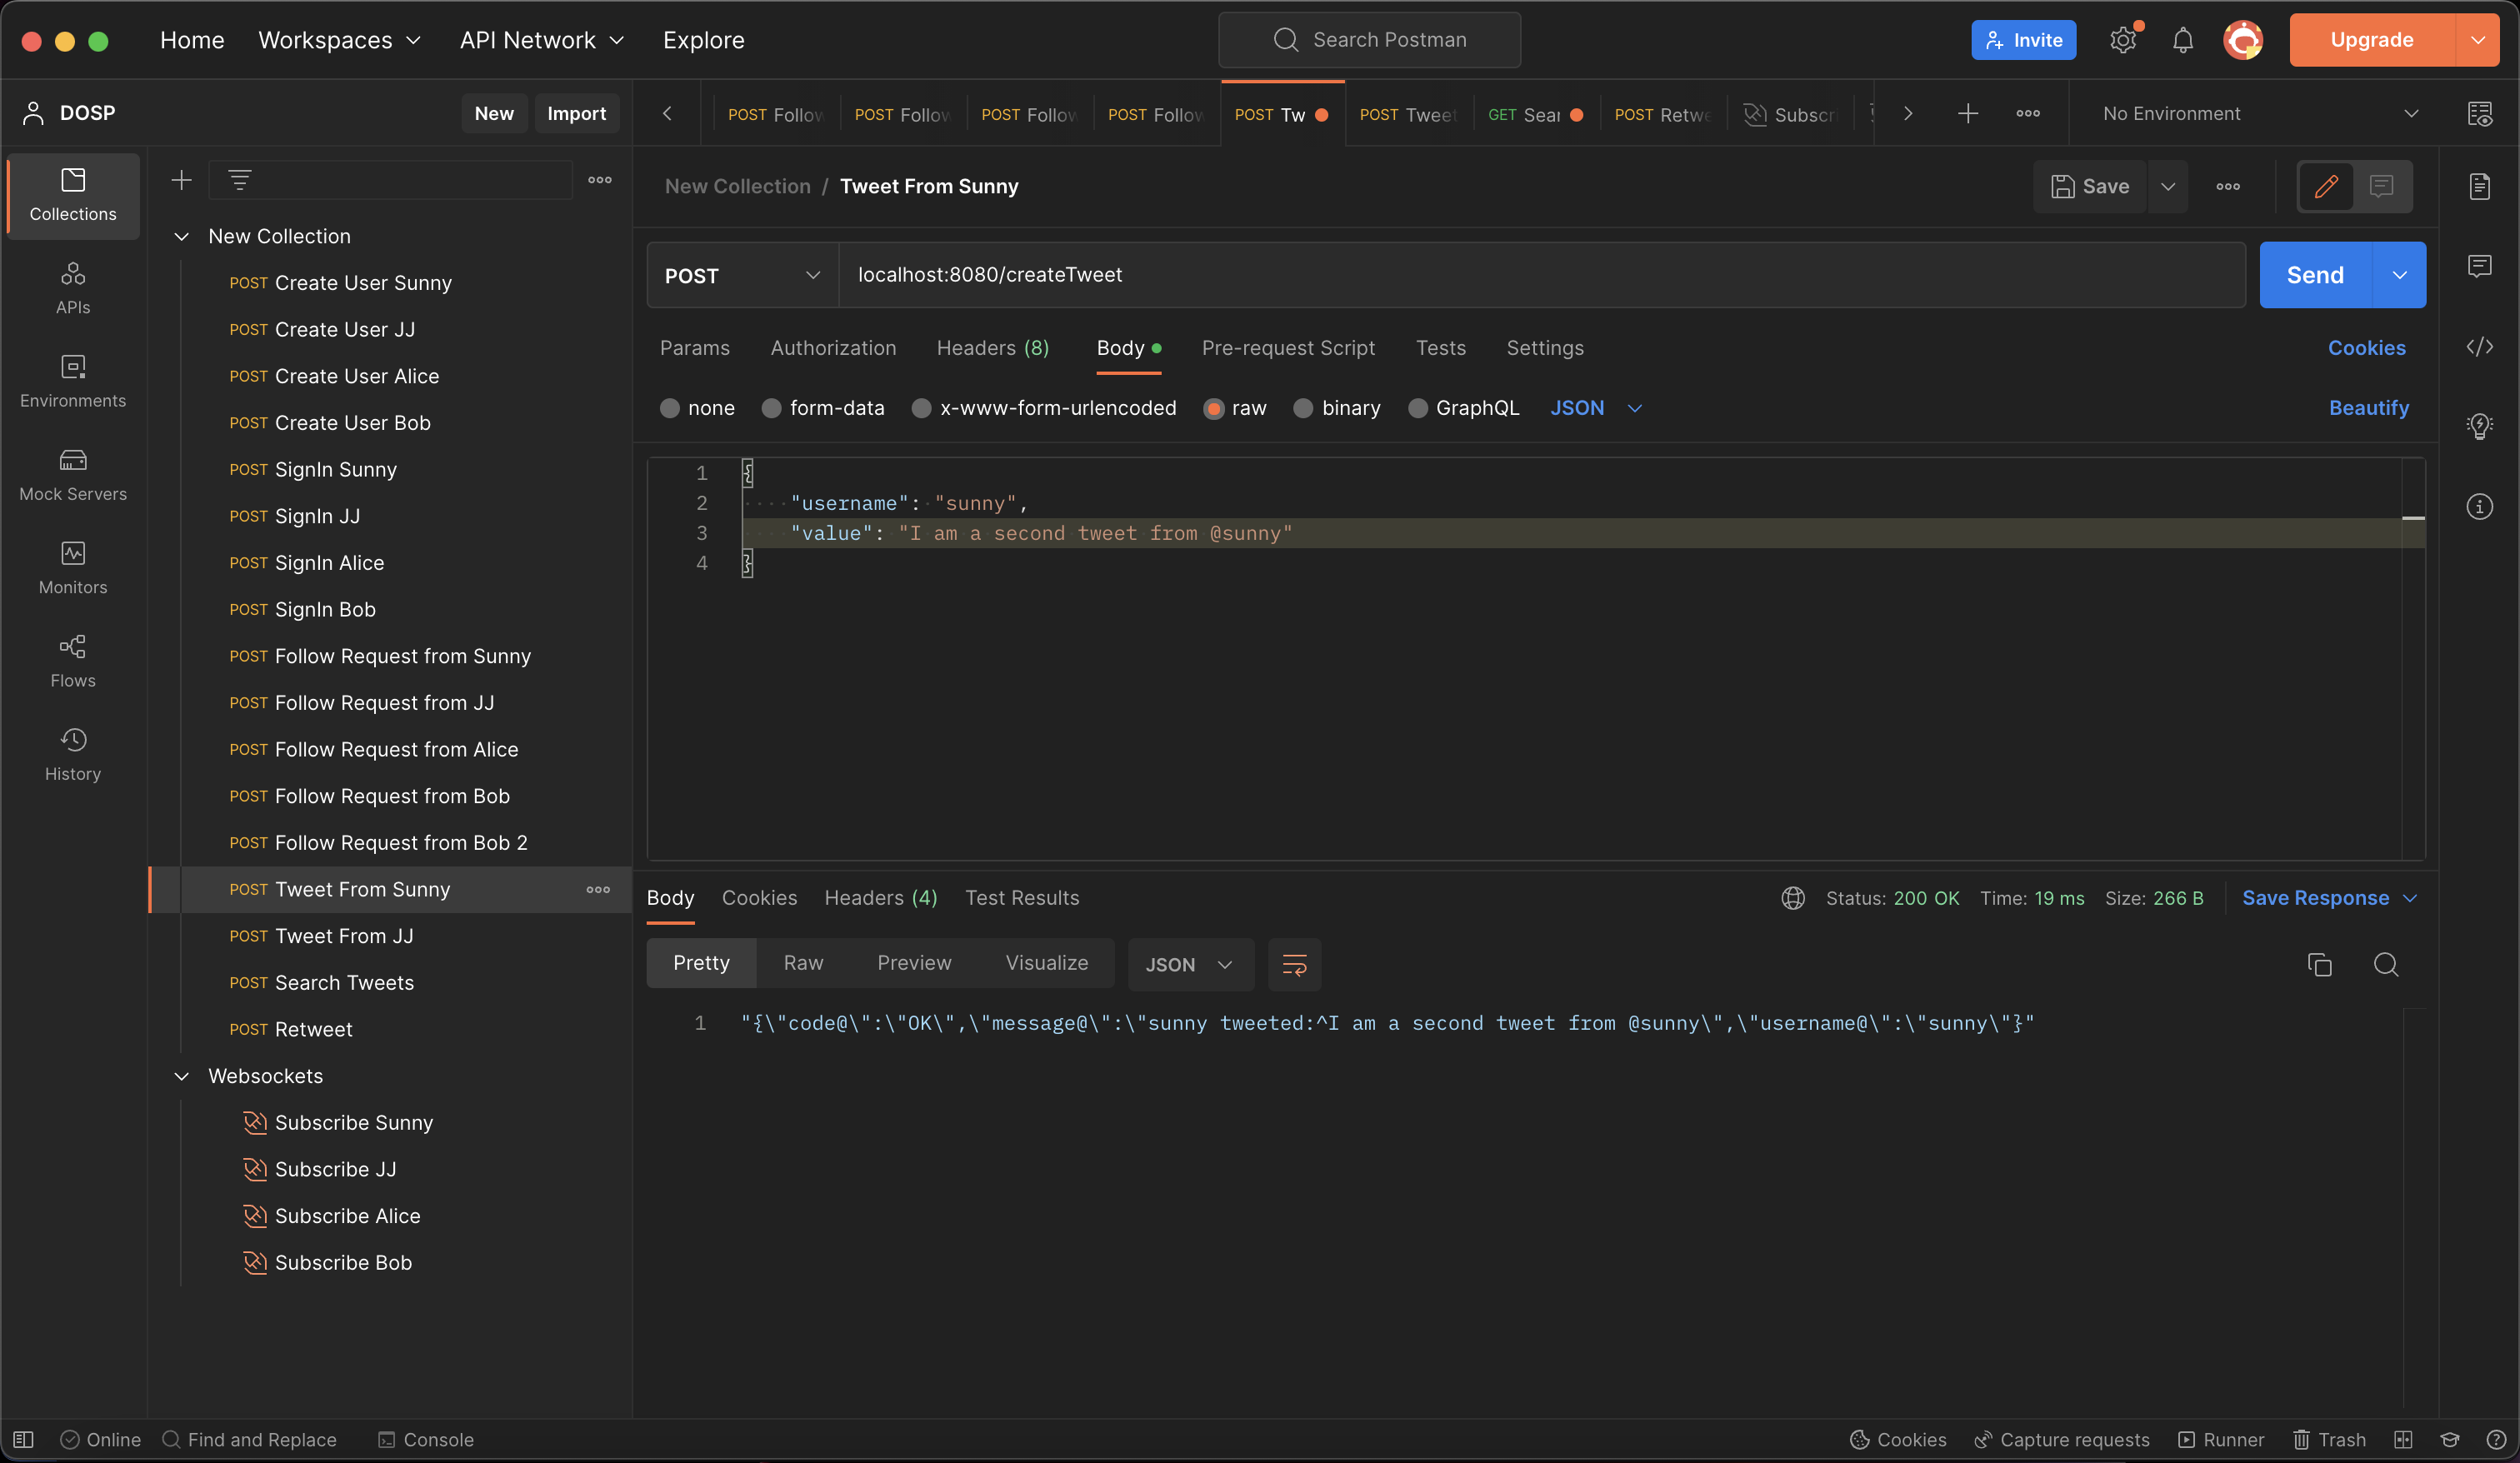 Home Workspaces API Network Explore Search Postman Invite Upgrade
DOSP New Import
POST Follow POST Follow POST Follow POST Follow POST Tw POST Tweet GET Sear POST Retwe Subscri No Environment
Collections
APIs
Environments
Mock Servers
Monitors
Flows
History
New Collection
POST Create User Sunny
POST Create User JJ
POST Create User Alice
POST Create User Bob
POST SignIn Sunny
POST SignIn JJ
POST SignIn Alice
POST SignIn Bob
POST Follow Request from Sunny
POST Follow Request from JJ
POST Follow Request from Alice
POST Follow Request from Bob
POST Follow Request from Bob 2
POST Tweet From Sunny
POST Tweet From JJ
POST Search Tweets
POST Retweet
Websockets
Subscribe Sunny
Subscribe JJ
Subscribe Alice
Subscribe Bob
New Collection / Tweet From Sunny Save
POST localhost:8080/createTweet Send
Params Authorization Headers (8) Body Pre-request Script Tests Settings Cookies
none form-data x-www-form-urlencoded raw binary GraphQL JSON Beautify
1 {
2 "username": "sunny",
3 "value": "I am a second tweet from @sunny"
4 }
Body Cookies Headers (4) Test Results Status: 200 OK Time: 19 ms Size: 266 B Save Response
Pretty Raw Preview Visualize JSON
1 "{\"code@\":\"OK\",\"message@\":\"sunny tweeted:^I am a second tweet from @sunny\",\"username@\":\"sunny\"}"
Online Find and Replace Console Cookies Capture requests Runner Trash